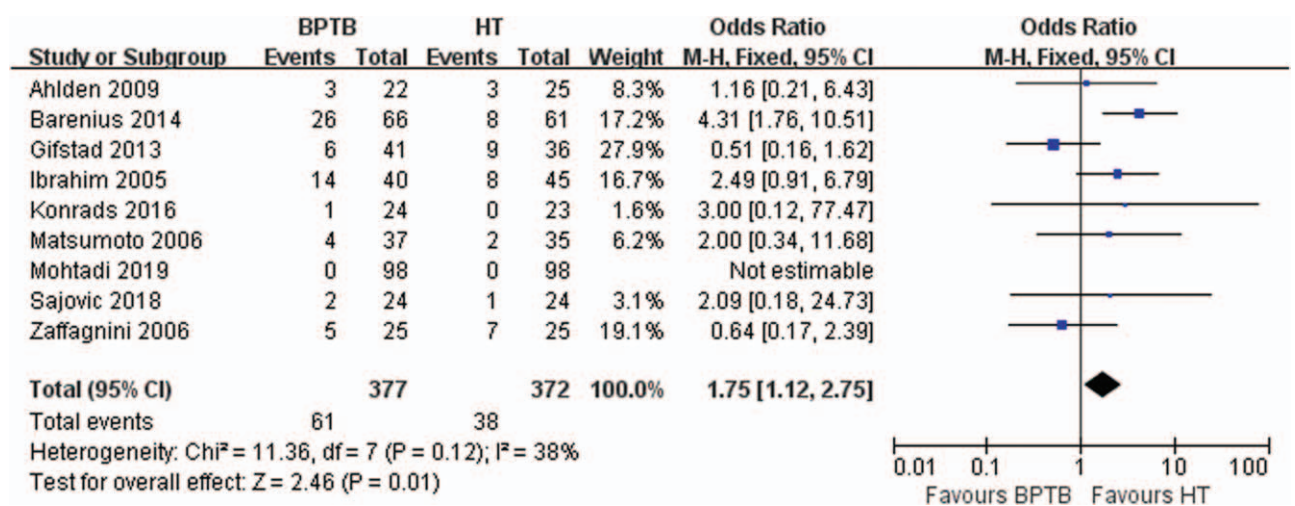 BPTB HT Odds Ratio Odds Ratio
Study or Subgroup Events Total Events Total Weight M-H, Fixed, 95% CI M-H, Fixed, 95% CI
Ahlden 2009 3 22 3 25 8.3% 1.16 [0.21, 6.43]
Barenius 2014 26 66 8 61 17.2% 4.31 [1.76, 10.51]
Gifstad 2013 6 41 9 36 27.9% 0.51 [0.16, 1.62]
Ibrahim 2005 14 40 8 45 16.7% 2.49 [0.91, 6.79]
Konrads 2016 1 24 0 23 1.6% 3.00 [0.12, 77.47]
Matsumoto 2006 4 37 2 35 6.2% 2.00 [0.34, 11.68]
Mohtadi 2019 0 98 0 98 Not estimable
Sajovic 2018 2 24 1 24 3.1% 2.09 [0.18, 24.73]
Zaffagnini 2006 5 25 7 25 19.1% 0.64 [0.17, 2.39]
Total (95% CI) 377 372 100.0% 1.75 [1.12, 2.75]
Total events 61 38
Heterogeneity: Chi² = 11.36, df = 7 (P = 0.12); I² = 38%
Test for overall effect: Z = 2.46 (P = 0.01)
0.01 0.1 1 10 100
Favours BPTB Favours HT